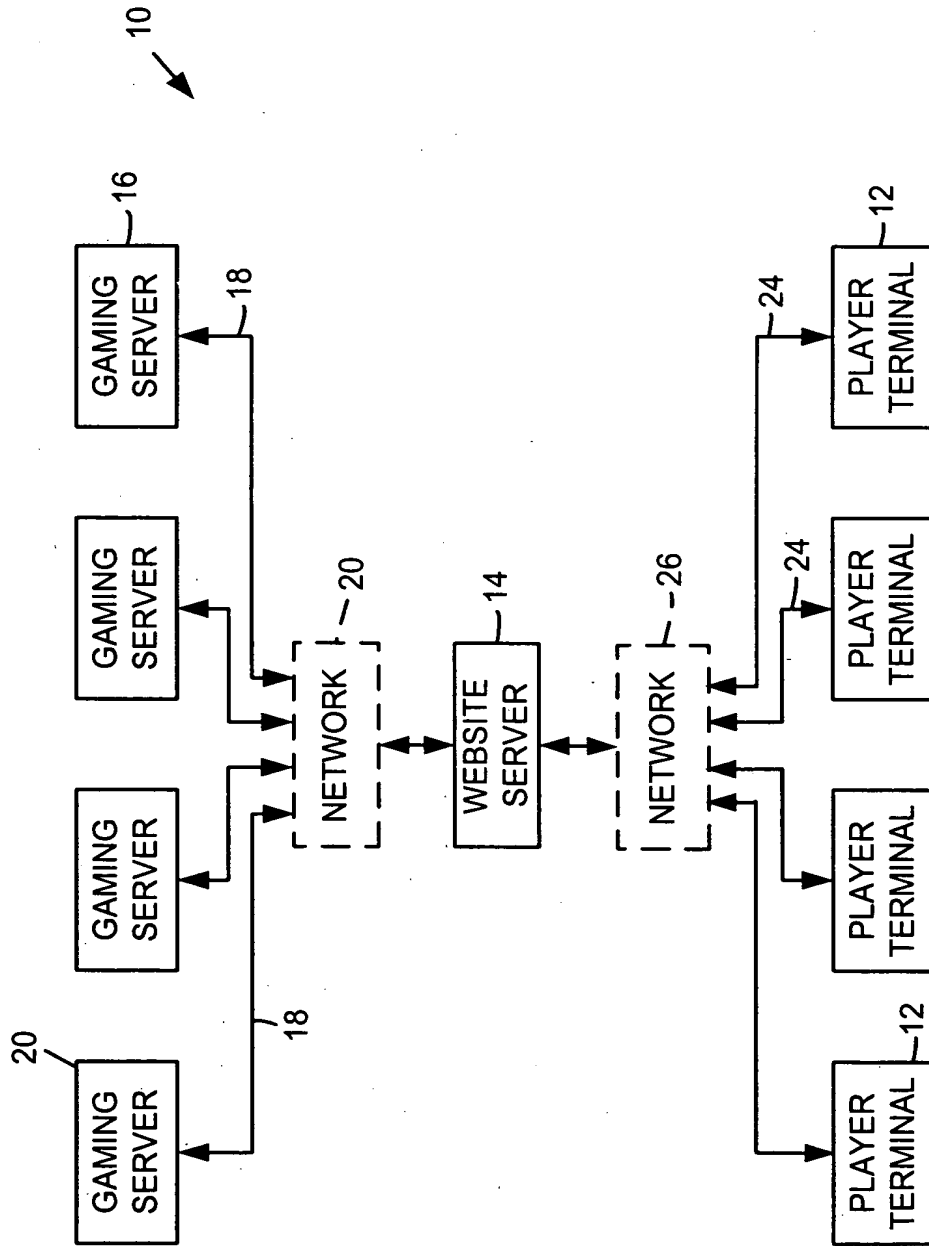 20
GAMING
SERVER
GAMING
SERVER
GAMING
SERVER
GAMING
SERVER
16
10
18
18
NETWORK
20
WEBSITE
SERVER
14
NETWORK
26
24
24
PLAYER
TERMINAL
12
PLAYER
TERMINAL
PLAYER
TERMINAL
PLAYER
TERMINAL
12